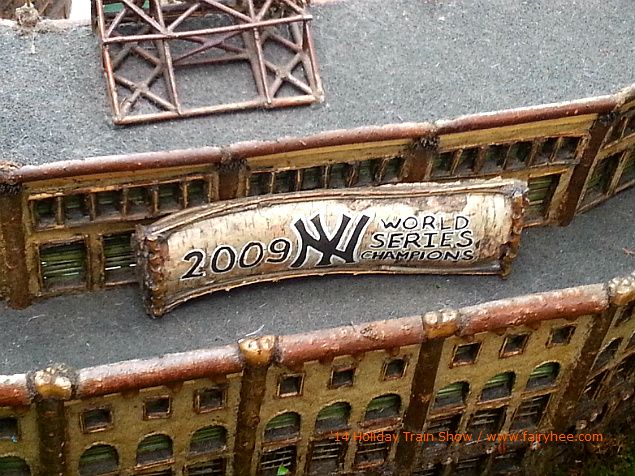 2009 NY WORLD
SERIES
CHAMPIONS
'14 Holiday Train Show / www.fairyhee.com